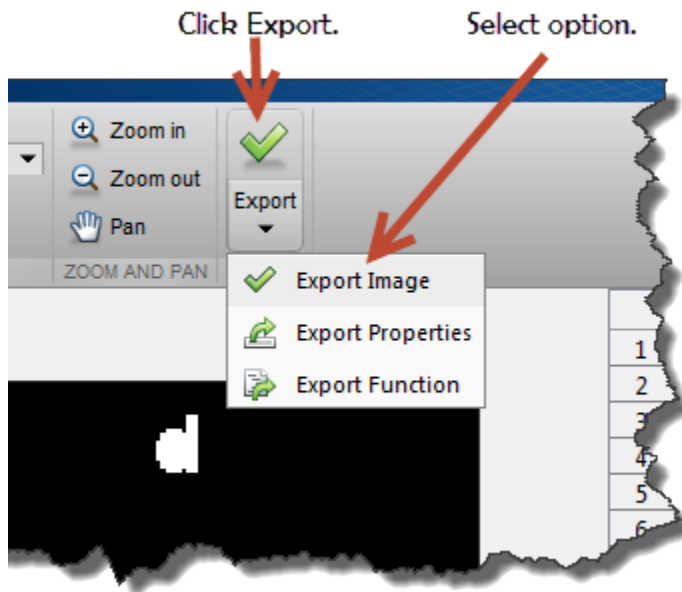 Click Export.
Select option.
Zoom in
Zoom out
Pan
ZOOM AND PAN
Export
Export Image
Export Properties
Export Function
d
1
2
3
4
5
6